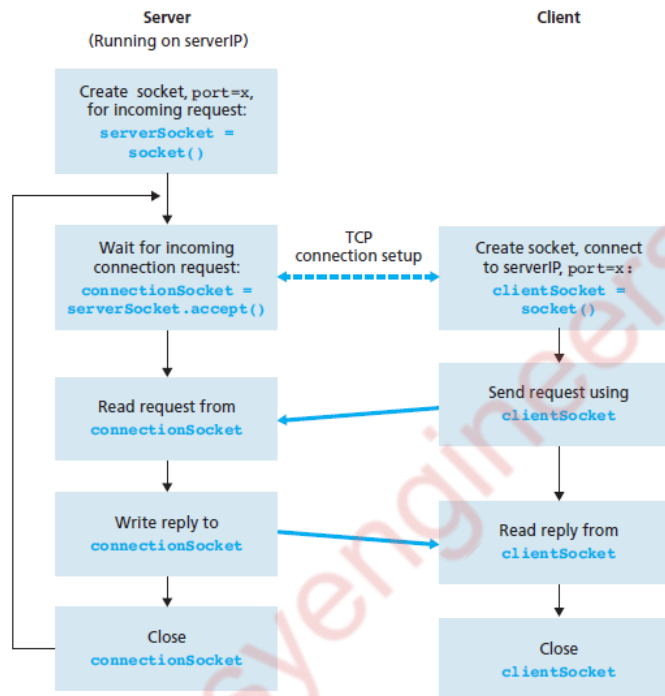 Server
(Running on serverIP)
Create socket, port=x,
for incoming request:
serverSocket =
socket()
Wait for incoming
connection request:
connectionSocket =
serverSocket.accept()
Read request from
connectionSocket
Write reply to
connectionSocket
Close
connectionSocket
TCP
connection setup
Client
Create socket, connect
to serverIP, port=x:
clientSocket =
socket()
Send request using
clientSocket
Read reply from
clientSocket
Close
clientSocket
syengineers